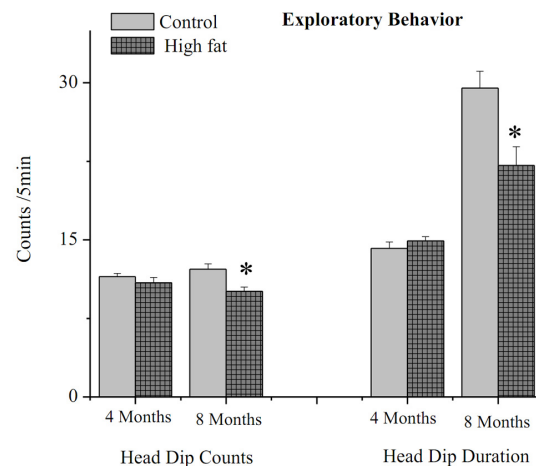 Exploratory Behavior
Control
High fat
Counts /5min
30
15
0
*
*
4 Months
8 Months
4 Months
8 Months
Head Dip Counts
Head Dip Duration